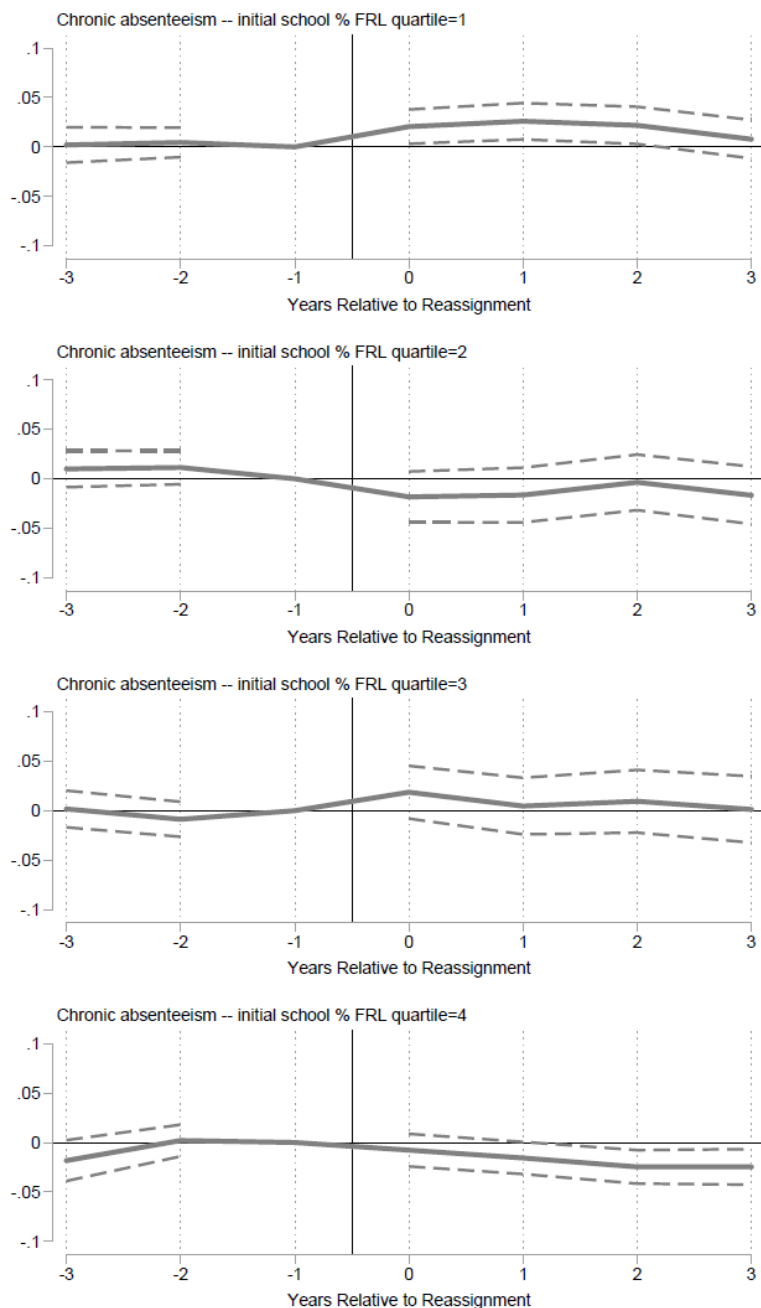 Chronic absenteeism -- initial school % FRL quartile=1
.1
.05
0
-.05
-.1
-3 -2 -1 0 1 2 3
Years Relative to Reassignment
Chronic absenteeism -- initial school % FRL quartile=2
.1
.05
0
-.05
-.1
-3 -2 -1 0 1 2 3
Years Relative to Reassignment
Chronic absenteeism -- initial school % FRL quartile=3
.1
.05
0
-.05
-.1
-3 -2 -1 0 1 2 3
Years Relative to Reassignment
Chronic absenteeism -- initial school % FRL quartile=4
.1
.05
0
-.05
-.1
-3 -2 -1 0 1 2 3
Years Relative to Reassignment